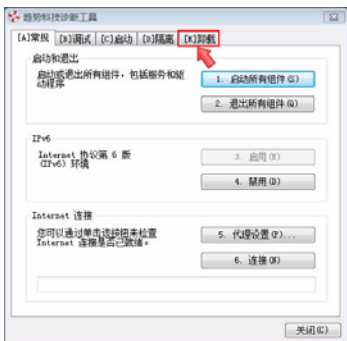 趋势科技诊断工具
[A]常规 [B]调试 [C]启动 [D]隔离 [E]卸载
启动和退出
启动或退出所有组件，包括服务和驱
动程序
1. 启动所有组件(S)
2. 退出所有组件(Q)
IPv6
Internet 协议第 6 版
(IPv6) 环境
3. 启用(E)
4. 禁用(D)
Internet 连接
您可以通过单击连接钮来检查
Internet 连接是否已就绪。
5. 代理设置(P)...
6. 连接(N)
关闭(C)